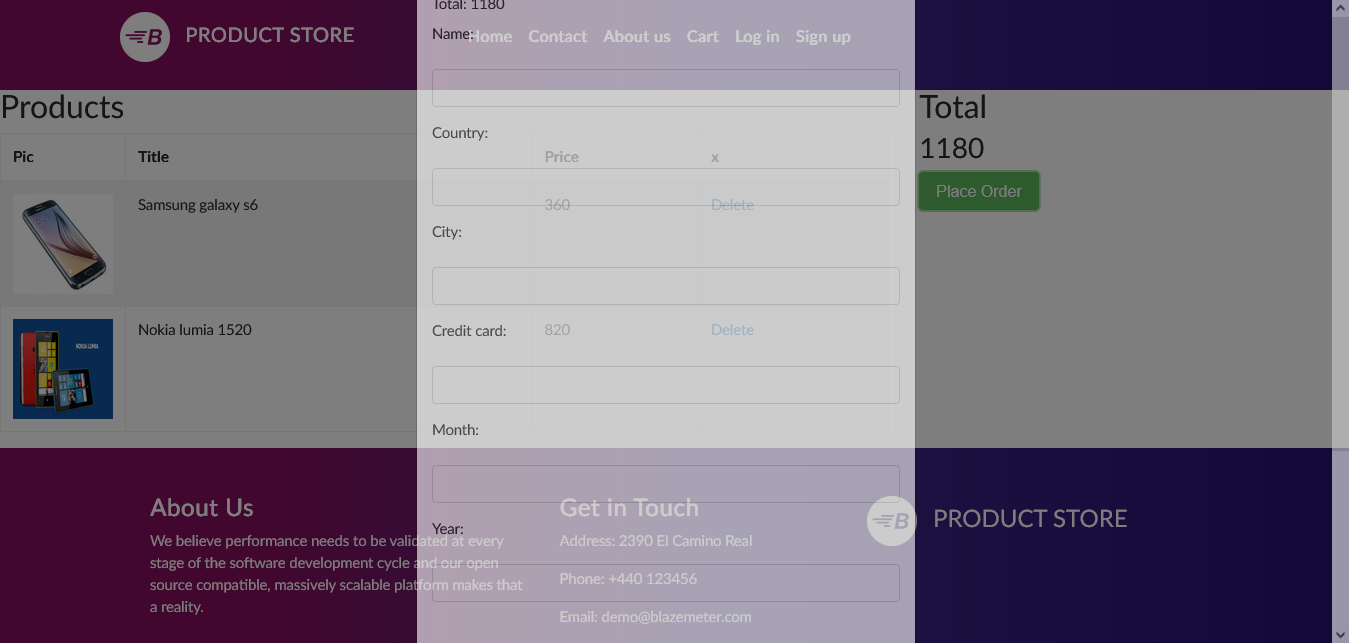 PRODUCT STORE
Home Contact About us Cart Log in Sign up
Total: 1180
Name:
Country:
City:
Credit card:
Month:
Year:
Products
Pic Title Price x
Samsung galaxy s6 360 Delete
NOKIA LUMIA
Nokia lumia 1520 820 Delete
Total
1180
Place Order
About Us
We believe performance needs to be validated at every
stage of the software development cycle and our open
source compatible, massively scalable platform makes that
a reality.
Get in Touch
Address: 2390 El Camino Real
Phone: +440 123456
Email: demo@blazemeter.com
B PRODUCT STORE